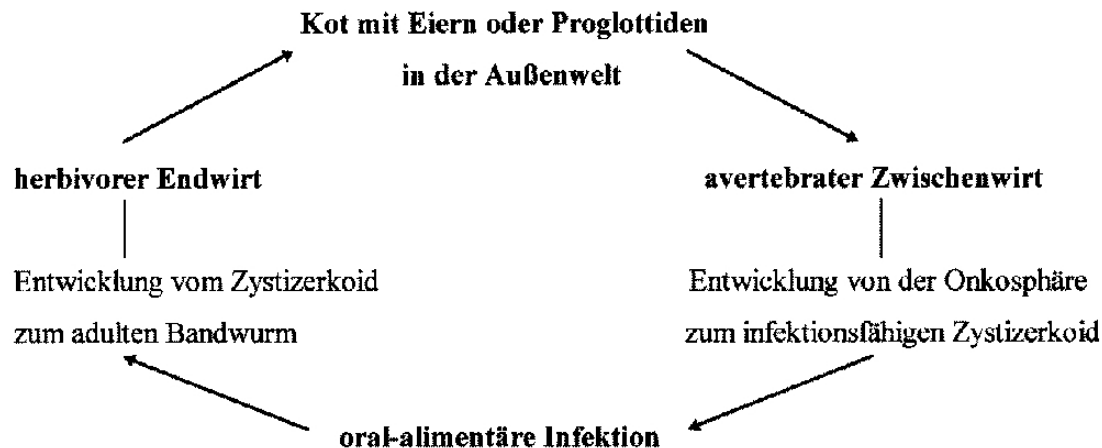 Kot mit Eiern oder Proglottiden
in der Außenwelt
herbivorer Endwirt
avertebrater Zwischenwirt
Entwicklung vom Zystizerkoid
zum adulten Bandwurm
Entwicklung von der Onkosphäre
zum infektionsfähigen Zystizerkoid
oral-alimentäre Infektion